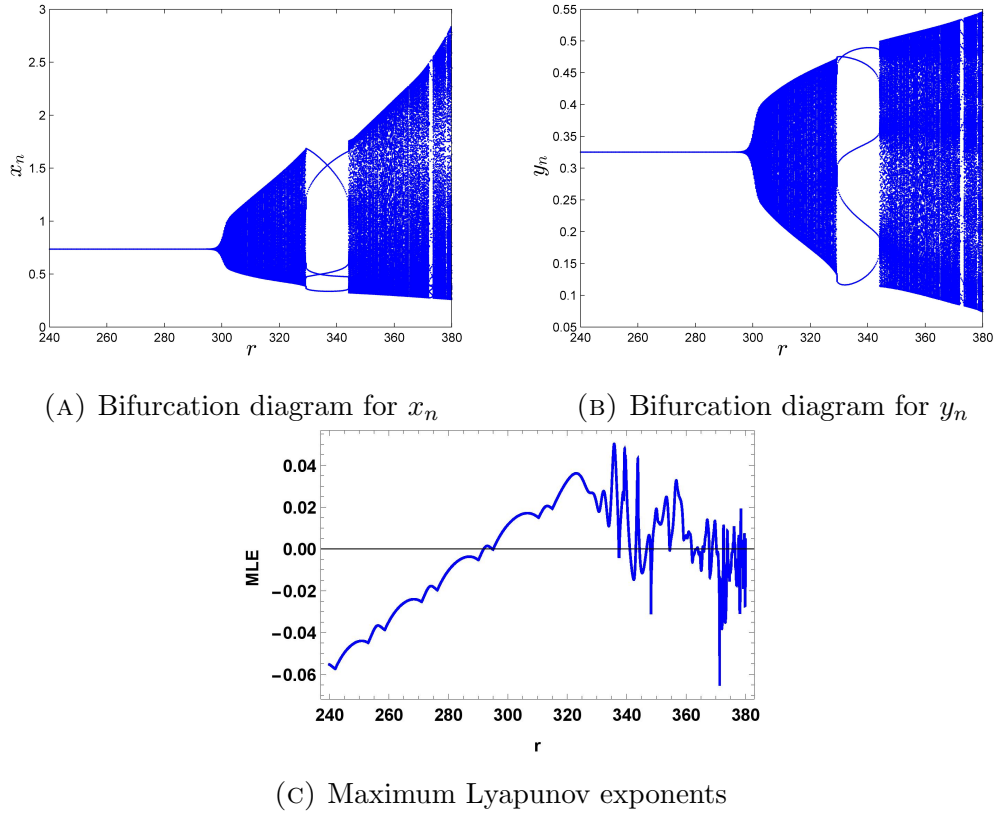 3
2.5
2
1.5
1
0.5
0
240 260 280 300 320 340 360 380
x_n
r
0.55
0.5
0.45
0.4
0.35
0.3
0.25
0.2
0.15
0.1
0.05
240 260 280 300 320 340 360 380
y_n
r
(A) Bifurcation diagram for x_n
(B) Bifurcation diagram for y_n
0.04
0.02
0.00
−0.02
−0.04
−0.06
MLE
240 260 280 300 320 340 360 380
r
(C) Maximum Lyapunov exponents